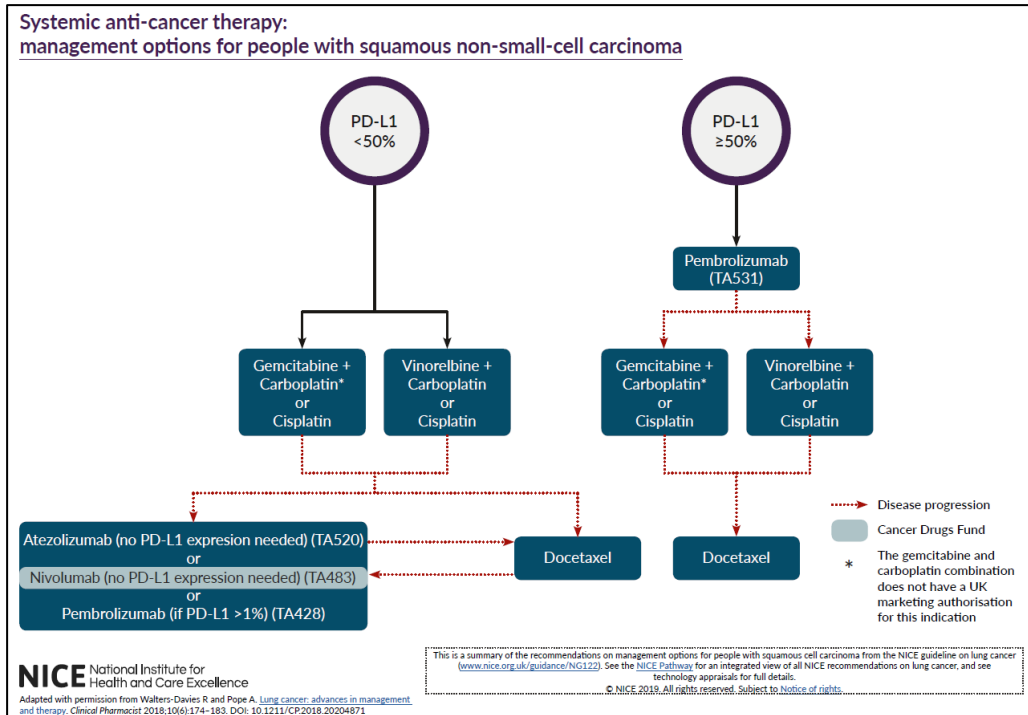 Systemic anti-cancer therapy:
management options for people with squamous non-small-cell carcinoma
PD-L1
<50%
PD-L1
≥50%
Pembrolizumab
(TA531)
Gemcitabine +
Carboplatin*
or
Cisplatin
Vinorelbine +
Carboplatin
or
Cisplatin
Gemcitabine +
Carboplatin*
or
Cisplatin
Vinorelbine +
Carboplatin
or
Cisplatin
Atezolizumab (no PD-L1 expresion needed) (TA520)
or
Nivolumab (no PD-L1 expression needed) (TA483)
or
Pembrolizumab (if PD-L1 >1%) (TA428)
Docetaxel
Docetaxel
Disease progression
Cancer Drugs Fund
* The gemcitabine and
carboplatin combination
does not have a UK
marketing authorisation
for this indication
NICE National Institute for
Health and Care Excellence
Adapted with permission from Walters-Davies R and Pope A. Lung cancer: advances in management
and therapy. Clinical Pharmacist 2018;10(6):174–183. DOI: 10.1211/CP.2018.20204871
This is a summary of the recommendations on management options for people with squamous cell carcinoma from the NICE guideline on lung cancer
(www.nice.org.uk/guidance/NG122). See the NICE Pathway for an integrated view of all NICE recommendations on lung cancer, and see
technology appraisals for full details.
© NICE 2019. All rights reserved. Subject to Notice of rights.